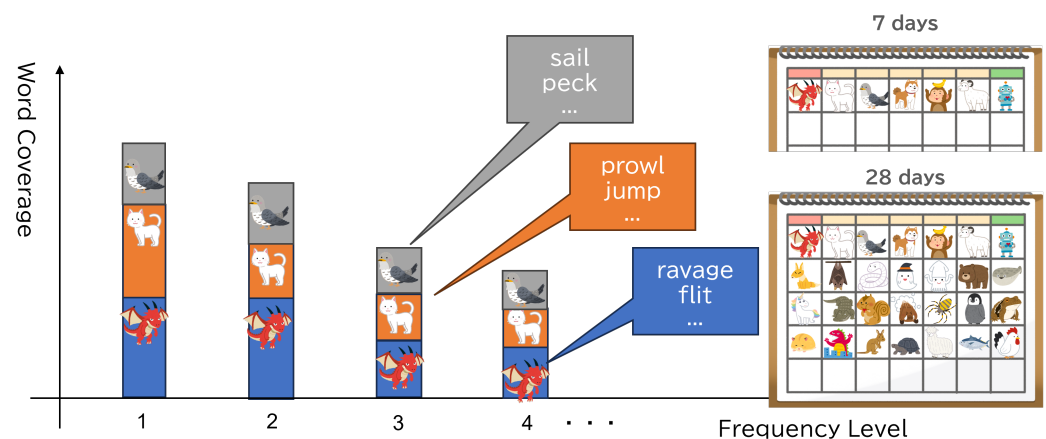 Word Coverage
sail
peck
...
prowl
jump
...
ravage
flit
...
1
2
3
4
. . .
Frequency Level
7 days
28 days